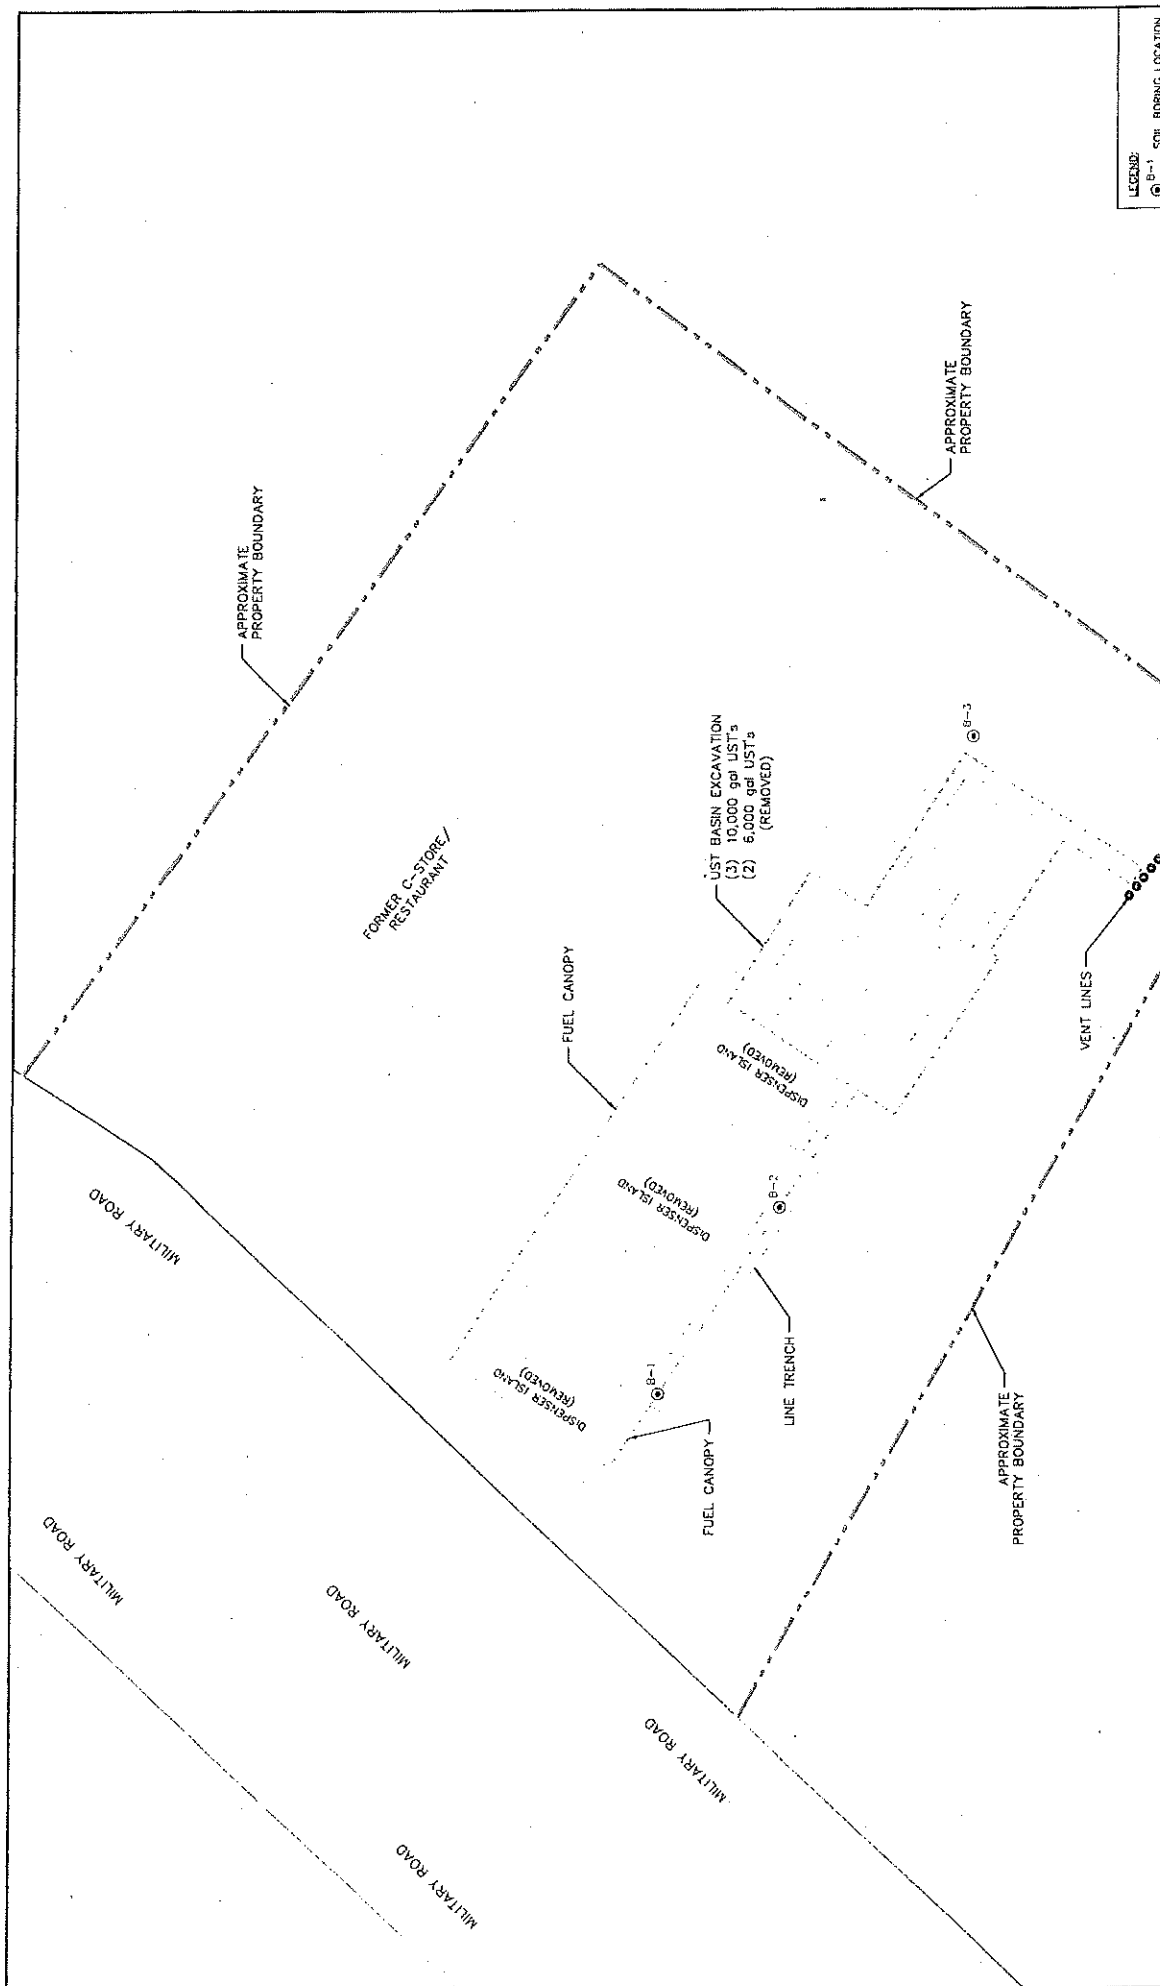 MILITARY ROAD
MILITARY ROAD
MILITARY ROAD
MILITARY ROAD
MILITARY ROAD
APPROXIMATE
PROPERTY BOUNDARY
FORMER C-STORE/
RESTAURANT
FUEL CANOPY
DISPENSER ISLAND
(REMOVED)
DISPENSER ISLAND
(REMOVED)
DISPENSER ISLAND
(REMOVED)
UST BASIN EXCAVATION
(3) 10,000 gal UST's
(2) 6,000 gal UST's
(REMOVED)
B-1
B-2
B-3
FUEL CANOPY
LINE TRENCH
APPROXIMATE
PROPERTY BOUNDARY
APPROXIMATE
PROPERTY BOUNDARY
VENT LINES
LEGEND:
B-1 SOIL BORING LOCATION